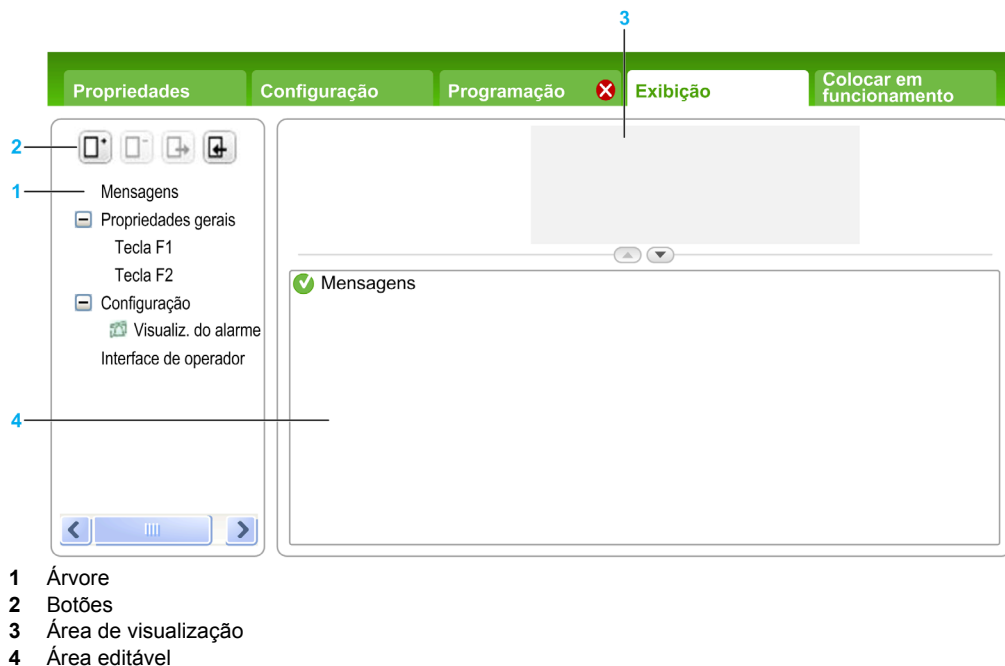 3
Propriedades
Configuração
Programação
Exibição
Colocar em
funcionamento
2
1
Mensagens
Propriedades gerais
Tecla F1
Tecla F2
Configuração
Visualiz. do alarme
Interface de operador
Mensagens
4
1 Árvore
2 Botões
3 Área de visualização
4 Área editável